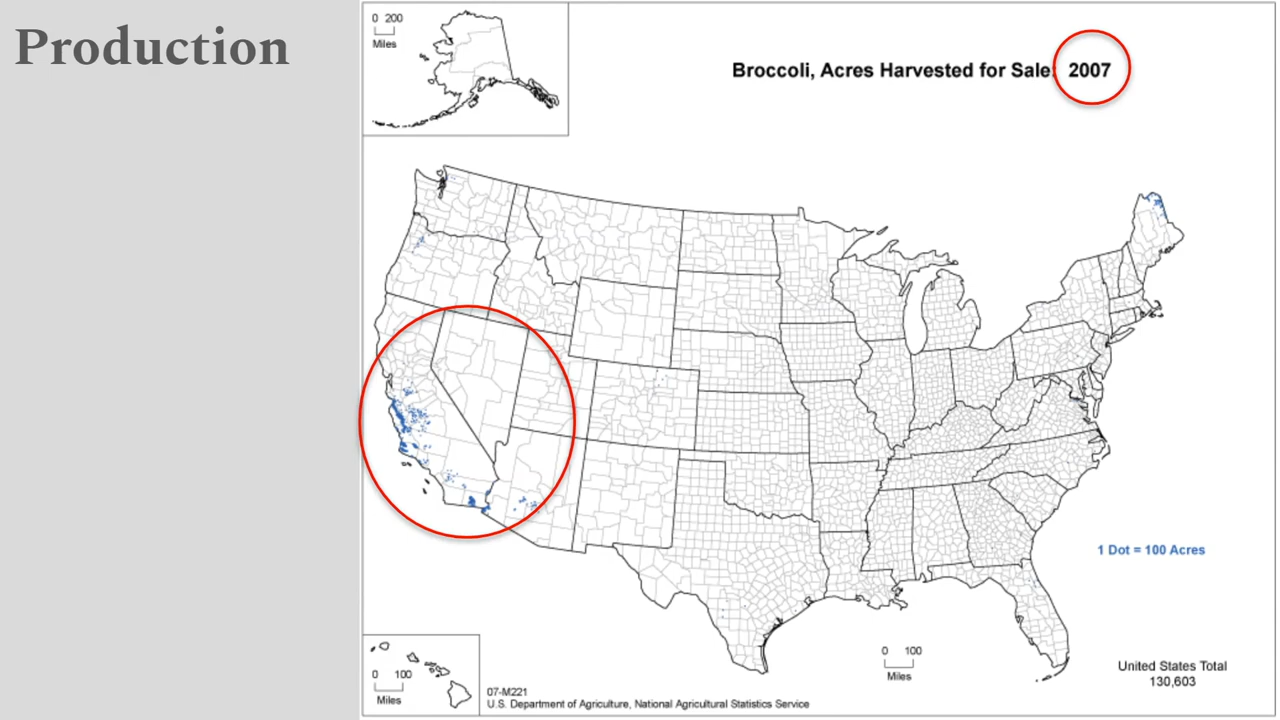 Production
0 200
Miles
Broccoli, Acres Harvested for Sale: 2007
1 Dot = 100 Acres
0 100
Miles
0 100
Miles
United States Total
130,603
07-M221
U.S. Department of Agriculture, National Agricultural Statistics Service